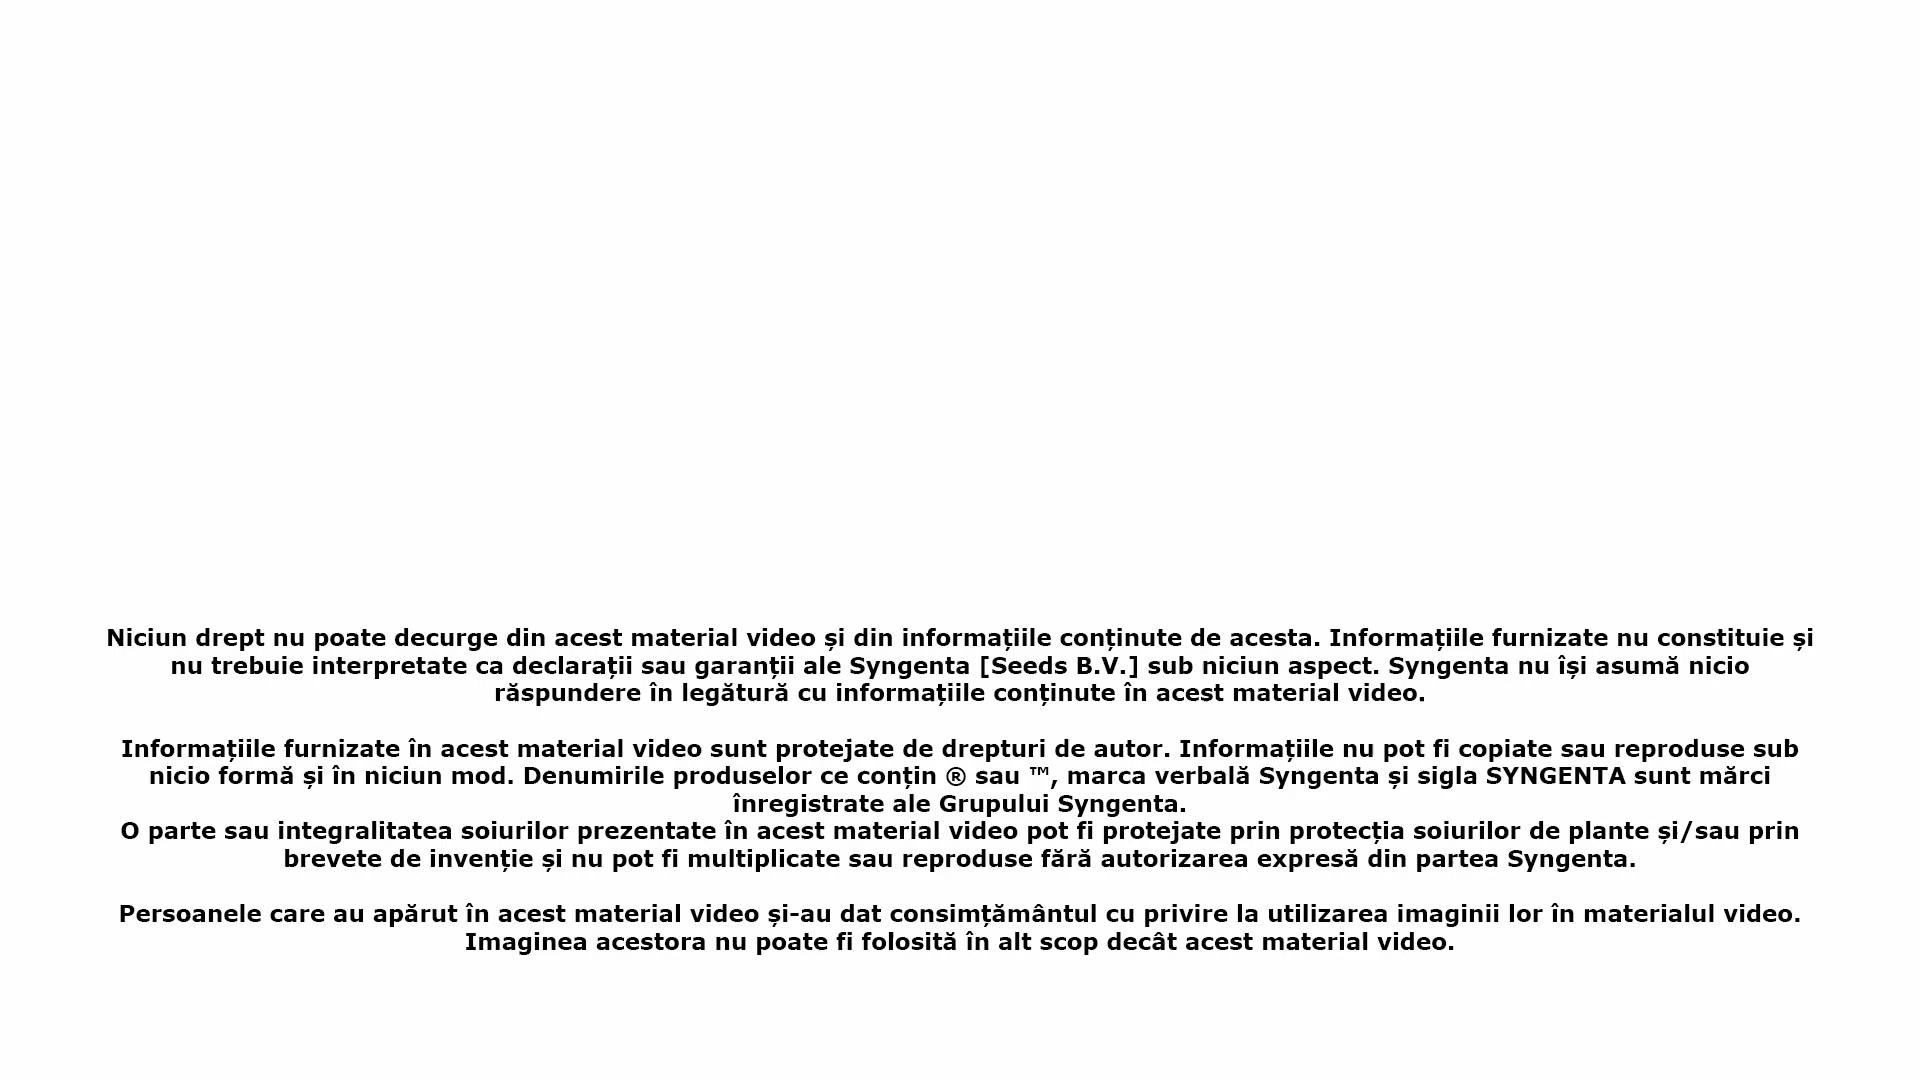 Niciun drept nu poate decurge din acest material video și din informațiile conținute de acesta. Informațiile furnizate nu constituie și
nu trebuie interpretate ca declarații sau garanții ale Syngenta [Seeds B.V.] sub niciun aspect. Syngenta nu își asumă nicio
răspundere în legătură cu informațiile conținute în acest material video.
Informațiile furnizate în acest material video sunt protejate de drepturi de autor. Informațiile nu pot fi copiate sau reproduse sub
nicio formă și în niciun mod. Denumirile produselor ce conțin ® sau ™, marca verbală Syngenta și sigla SYNGENTA sunt mărci
înregistrate ale Grupului Syngenta.
O parte sau integralitatea soiurilor prezentate în acest material video pot fi protejate prin protecția soiurilor de plante și/sau prin
brevete de invenție și nu pot fi multiplicate sau reproduse fără autorizarea expresă din partea Syngenta.
Persoanele care au apărut în acest material video și-au dat consimțământul cu privire la utilizarea imaginii lor în materialul video.
Imaginea acestora nu poate fi folosită în alt scop decât acest material video.